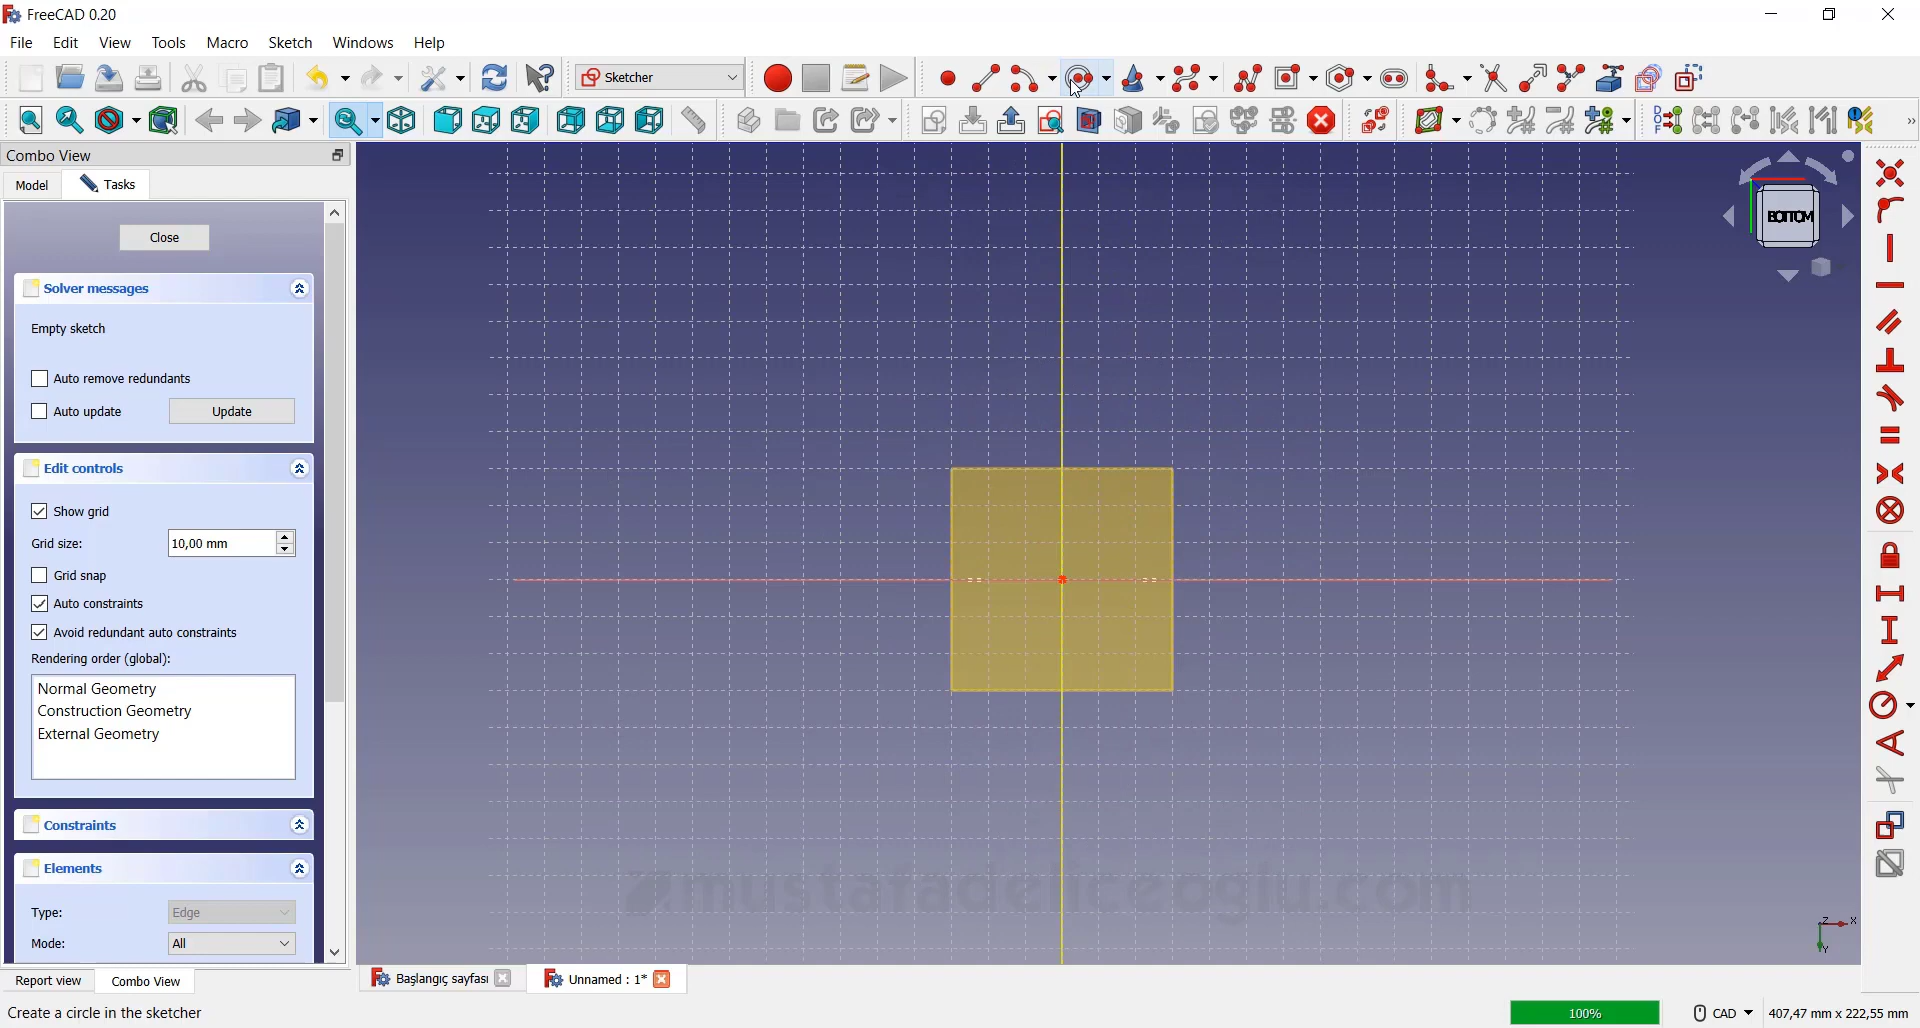 FreeCAD 0.20
File Edit View Tools Macro Sketch Windows Help
Sketcher
Combo View
Model Tasks
Close
Solver messages
Empty sketch
Auto remove redundants
Auto update Update
Edit controls
Show grid
Grid size: 10,00 mm
Grid snap
Auto constraints
Avoid redundant auto constraints
Rendering order (global):
Normal Geometry
Construction Geometry
External Geometry
Constraints
Elements
Type: Edge
Mode: All
Report view Combo View
BOTTOM
mustafadeliceoglu.com
Z X
Y
Başlangıç sayfası Unnamed : 1*
Create a circle in the sketcher
100% CAD 407,47 mm x 222,55 mm